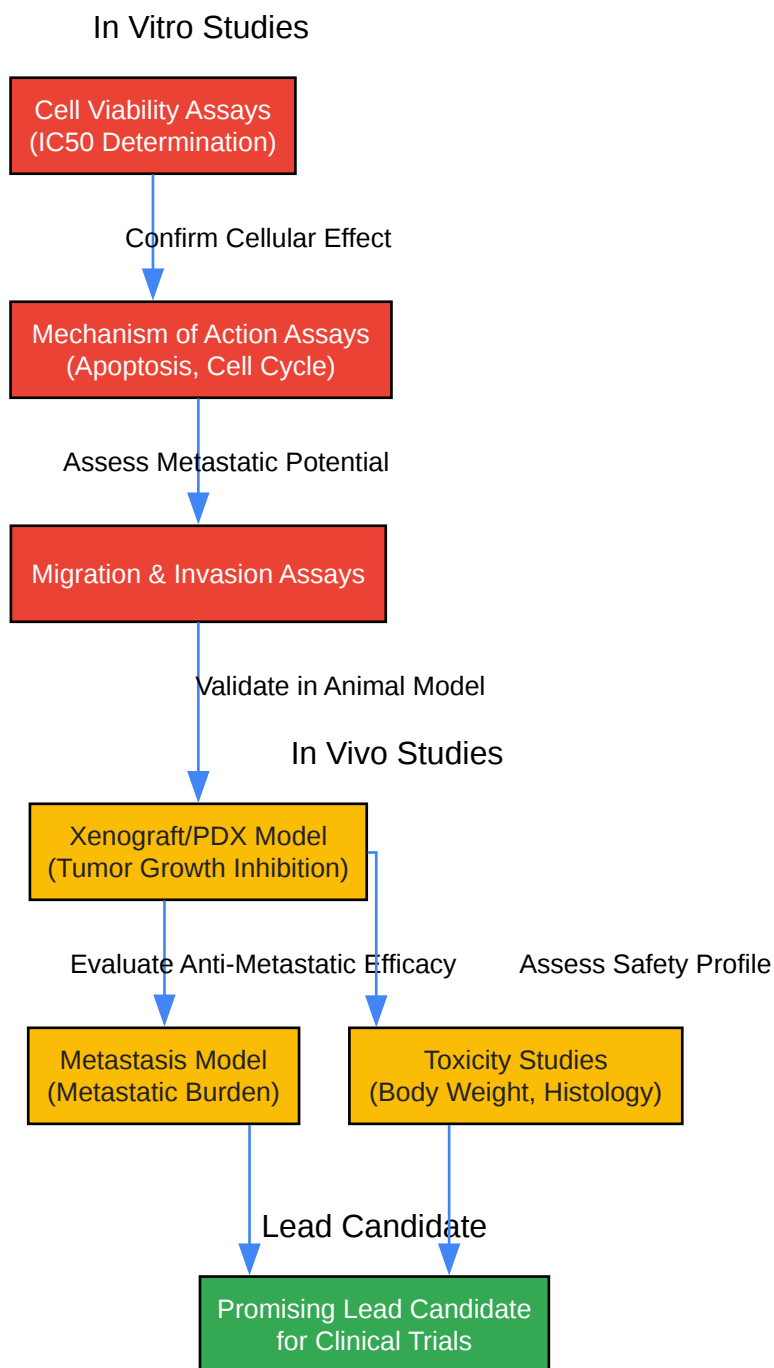 In Vitro Studies
Cell Viability Assays
(IC50 Determination)
Confirm Cellular Effect
Mechanism of Action Assays
(Apoptosis, Cell Cycle)
Assess Metastatic Potential
Migration & Invasion Assays
Validate in Animal Model
In Vivo Studies
Xenograft/PDX Model
(Tumor Growth Inhibition)
Evaluate Anti-Metastatic Efficacy
Assess Safety Profile
Metastasis Model
(Metastatic Burden)
Toxicity Studies
(Body Weight, Histology)
Lead Candidate
Promising Lead Candidate
for Clinical Trials